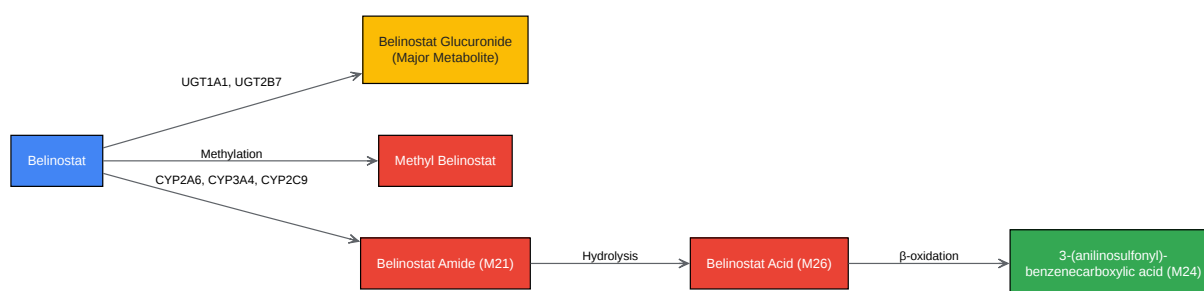 Belinostat Glucuronide
(Major Metabolite)
UGT1A1, UGT2B7
Belinostat
Methylation
Methyl Belinostat
CYP2A6, CYP3A4, CYP2C9
Belinostat Amide (M21)
Hydrolysis
Belinostat Acid (M26)
β-oxidation
3-(anilinosulfonyl)-
benzenecarboxylic acid (M24)